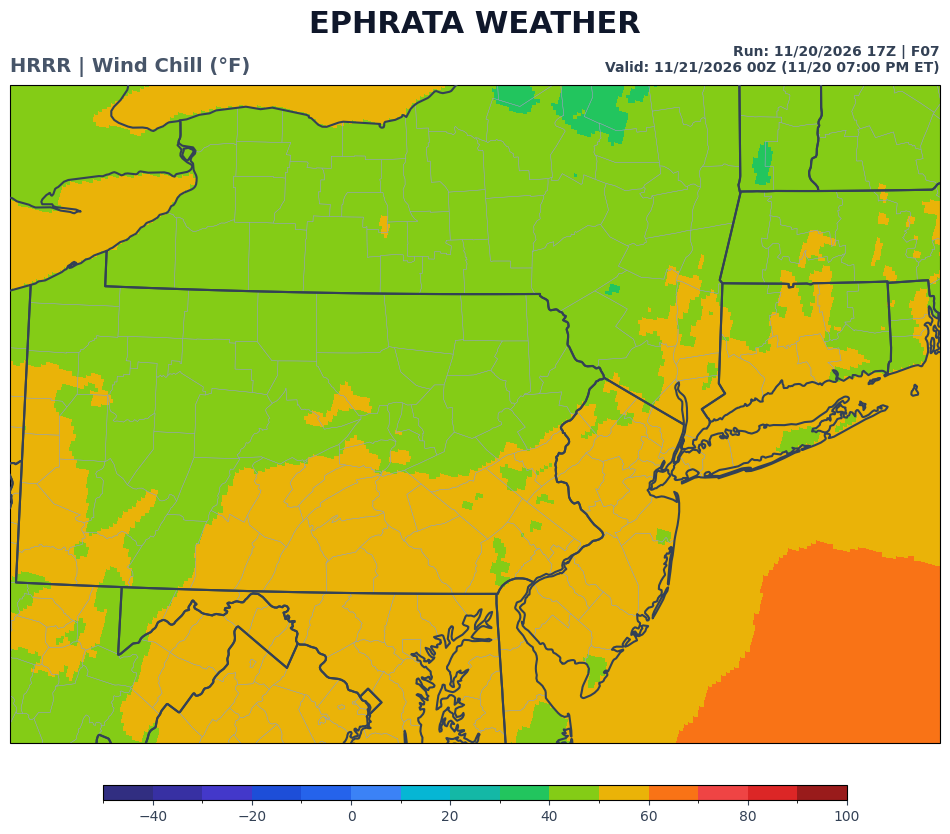 EPHRATA WEATHER
HRRR | Wind Chill (°F)
Run: 11/20/2026 17Z | F07
Valid: 11/21/2026 00Z (11/20 07:00 PM ET)
−40 −20 0 20 40 60 80 100